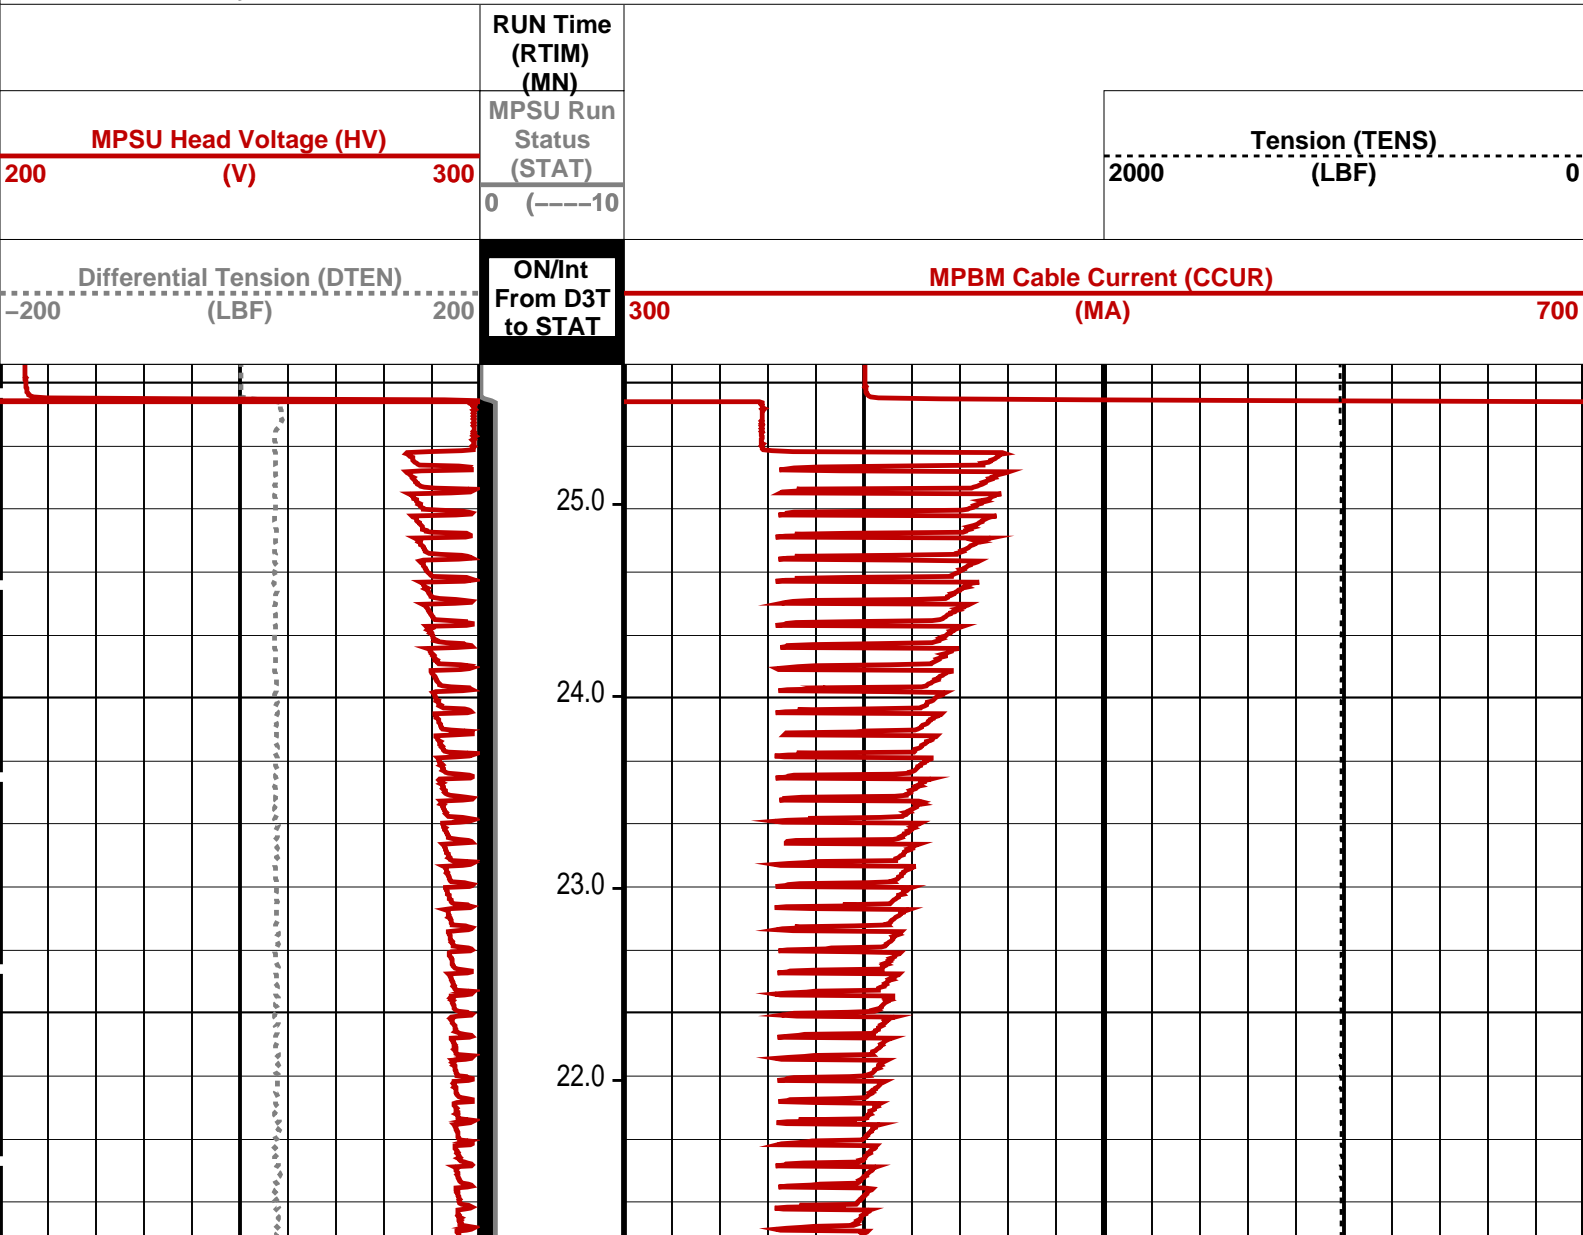 RUN Time
(RTIM)
(MN)
MPSU Run
Status
(STAT)
0 (−−−−10
MPSU Head Voltage (HV)
200 (V) 300
Tension (TENS)
2000 (LBF) 0
Differential Tension (DTEN)
−200 (LBF) 200
ON/Int
From D3T
to STAT
MPBM Cable Current (CCUR)
300 (MA) 700
25.0
24.0
23.0
22.0